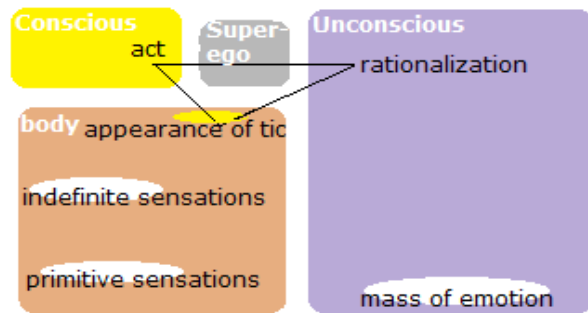 Conscious
act
Super-
ego
Unconscious
rationalization
body
appearance of tic
indefinite sensations
primitive sensations
mass of emotion